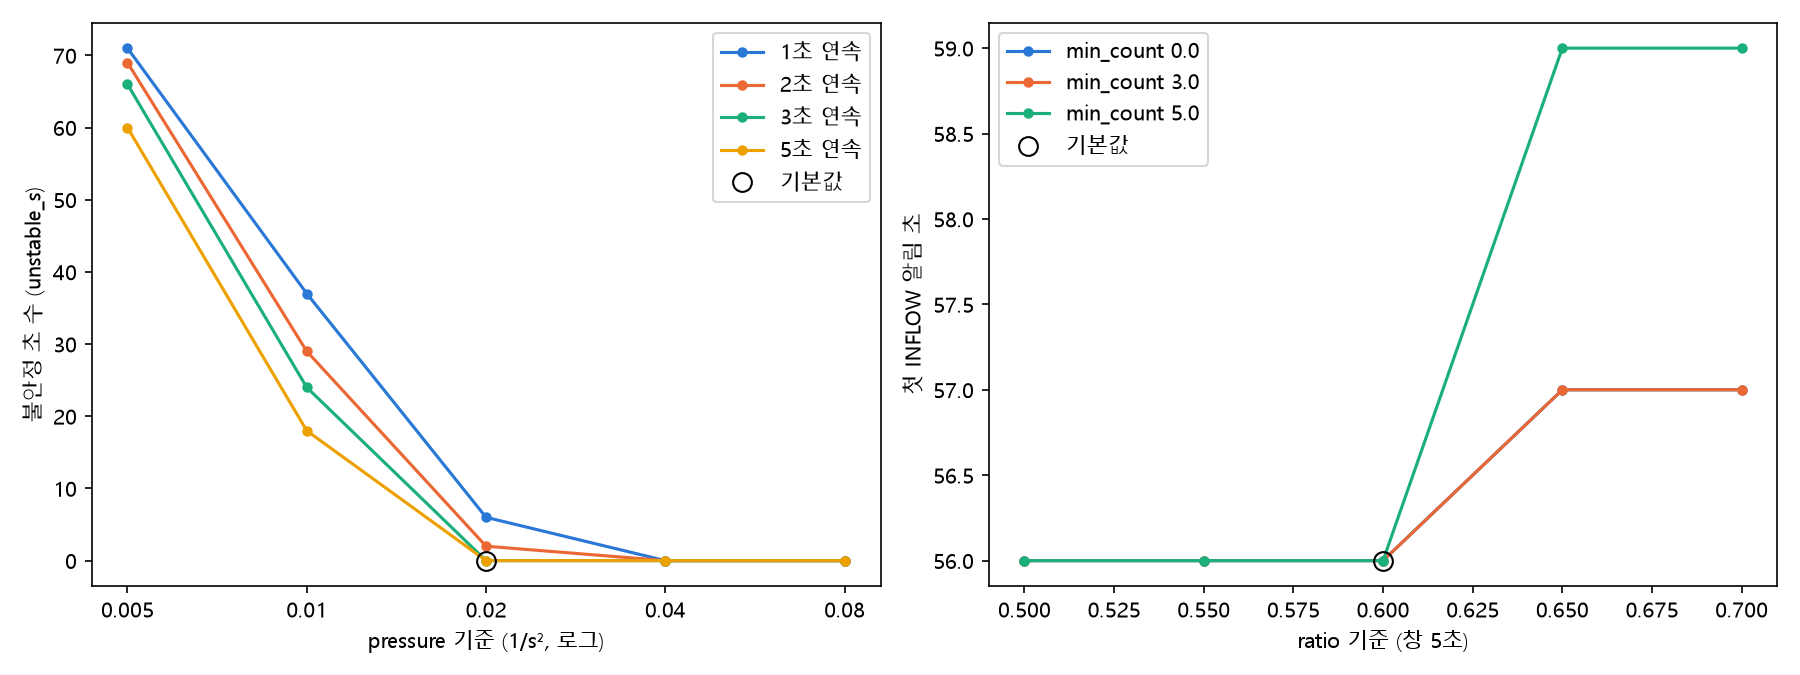 70
60
50
40
30
20
10
0
불안정 초 수 (unstable_s)
0.005
0.01
0.02
0.04
0.08
pressure 기준 (1/s², 로그)
1초 연속
2초 연속
3초 연속
5초 연속
기본값
59.0
58.5
58.0
57.5
57.0
56.5
56.0
첫 INFLOW 알림 초
0.500
0.525
0.550
0.575
0.600
0.625
0.650
0.675
0.700
ratio 기준 (창 5초)
min_count 0.0
min_count 3.0
min_count 5.0
기본값